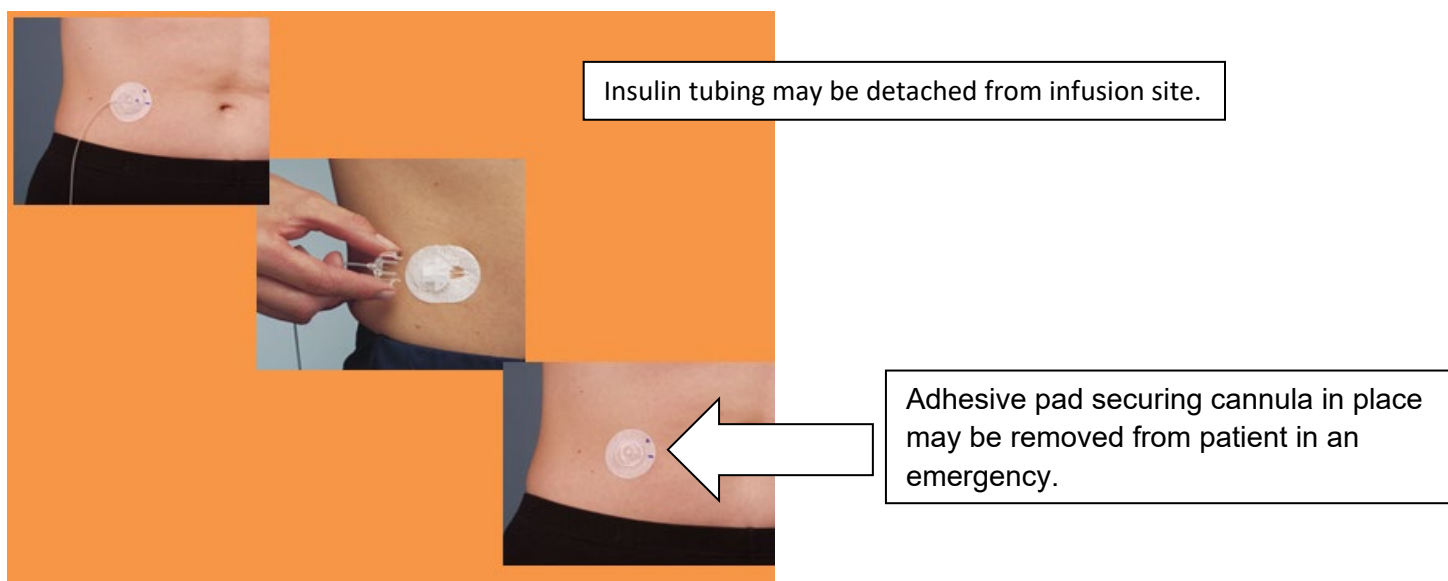 Insulin tubing may be detached from infusion site.
Adhesive pad securing cannula in place
may be removed from patient in an
emergency.